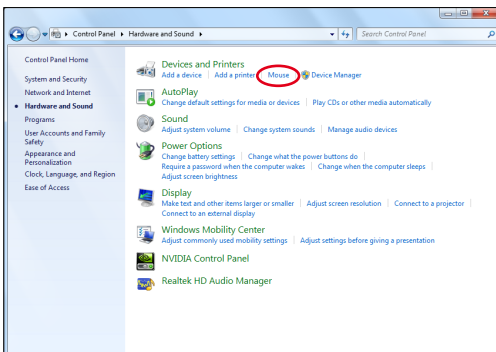 Control Panel Hardware and Sound
Search Control Panel
Control Panel Home
System and Security
Network and Internet
Hardware and Sound
Programs
User Accounts and Family
Safety
Appearance and
Personalization
Clock, Language, and Region
Ease of Access
Devices and Printers
Add a device Add a printer Mouse Device Manager
AutoPlay
Change default settings for media or devices Play CDs or other media automatically
Sound
Adjust system volume Change system sounds Manage audio devices
Power Options
Change battery settings Change what the power buttons do
Require a password when the computer wakes Change when the computer sleeps
Adjust screen brightness
Display
Make text and other items larger or smaller Adjust screen resolution Connect to a projector
Connect to an external display
Windows Mobility Center
Adjust commonly used mobility settings Adjust settings before giving a presentation
NVIDIA Control Panel
Realtek HD Audio Manager